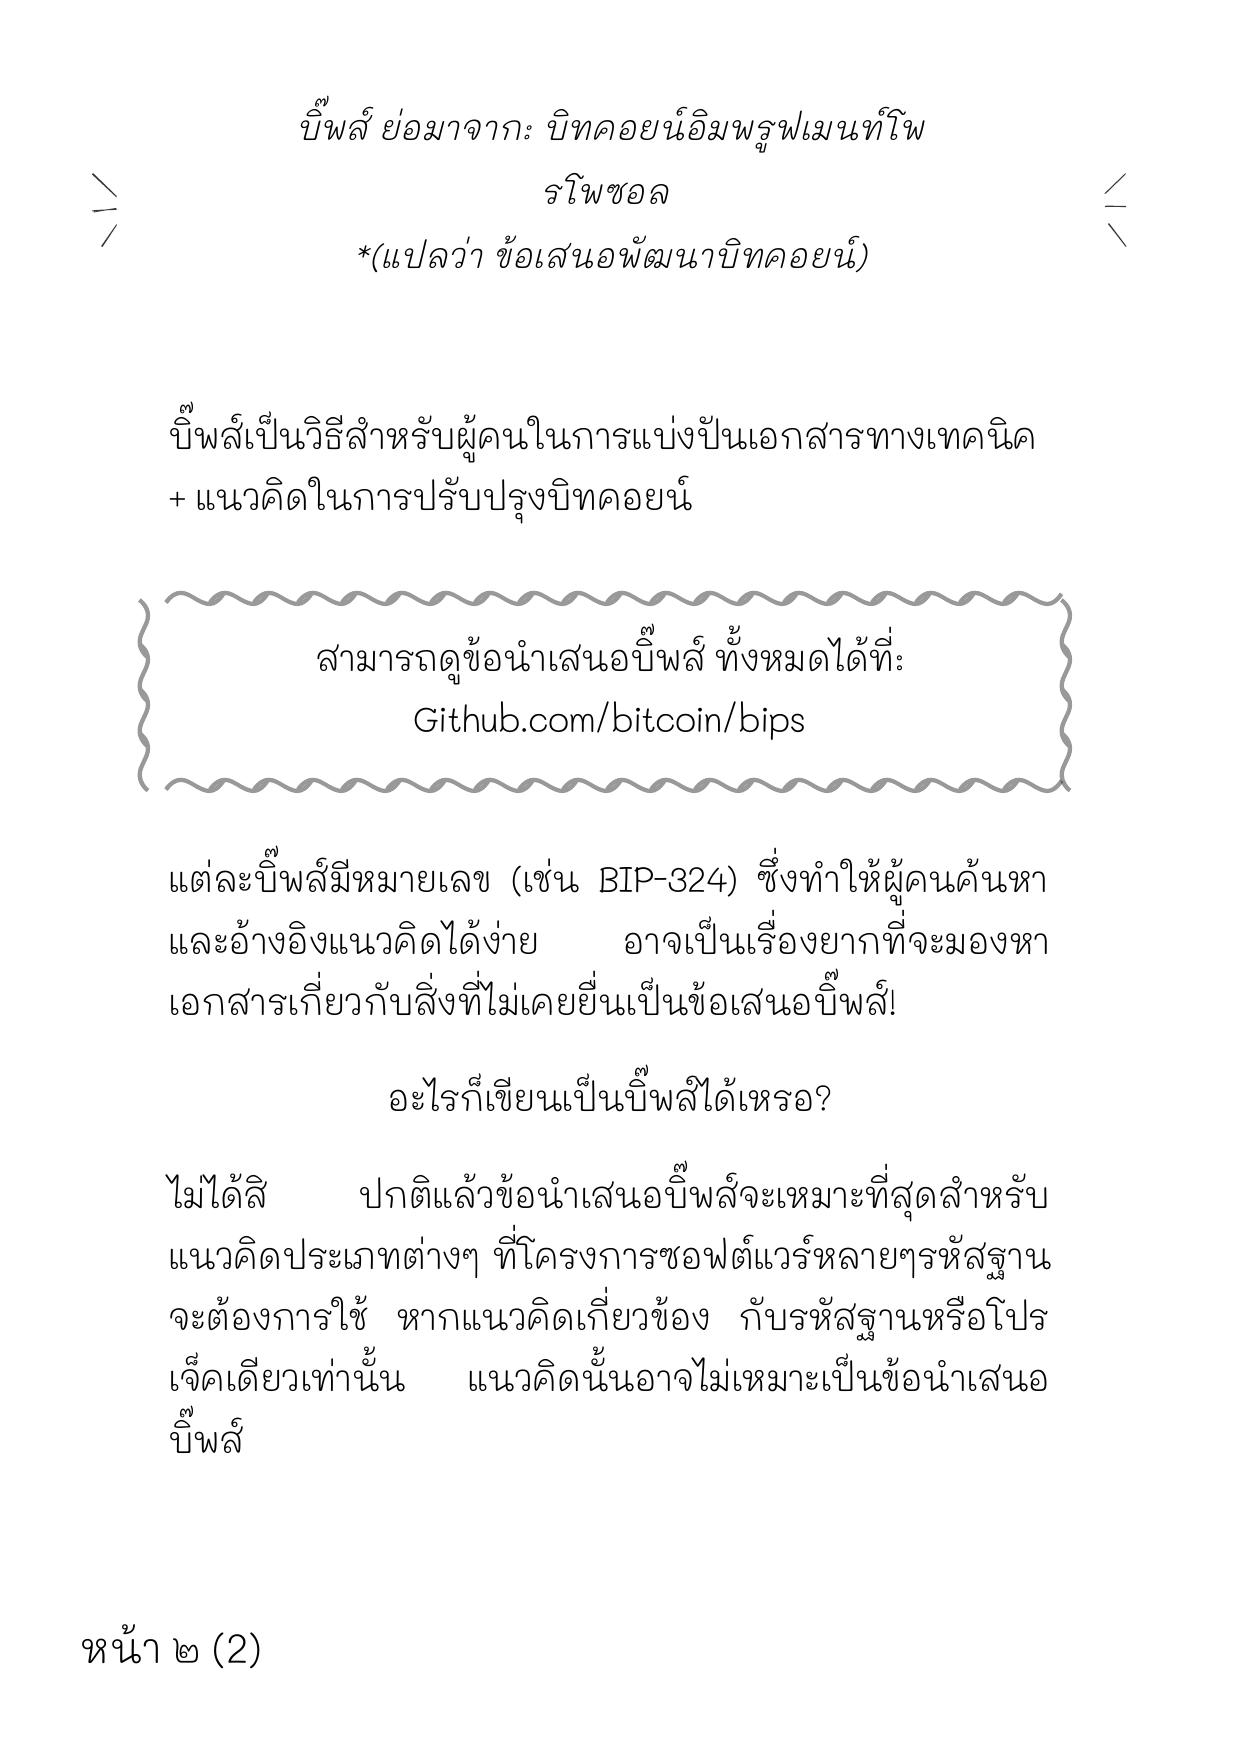 บิ๊พส์ ย่อมาจาก: บิทคอยน์อิมพรูฟเมนท์โพ
รโพซอล
*(แปลว่า ข้อเสนอพัฒนาบิทคอยน์)
บิ๊พส์เป็นวิธีสำหรับผู้คนในการแบ่งปันเอกสารทางเทคนิค
+ แนวคิดในการปรับปรุงบิทคอยน์
สามารถดูข้อนำเสนอบิ๊พส์ ทั้งหมดได้ที่:
Github.com/bitcoin/bips
แต่ละบิ๊พส์มีหมายเลข (เช่น BIP-324) ซึ่งทำให้ผู้คนค้นหา
และอ้างอิงแนวคิดได้ง่าย อาจเป็นเรื่องยากที่จะมองหา
เอกสารเกี่ยวกับสิ่งที่ไม่เคยยื่นเป็นข้อเสนอบิ๊พส์!
อะไรก็เขียนเป็นบิ๊พส์ได้เหรอ?
ไม่ได้สิ ปกติแล้วข้อนำเสนอบิ๊พส์จะเหมาะที่สุดสำหรับ
แนวคิดประเภทต่างๆ ที่โครงการซอฟต์แวร์หลายๆรหัสฐาน
จะต้องการใช้ หากแนวคิดเกี่ยวข้อง กับรหัสฐานหรือโปร
เจ็คเดียวเท่านั้น แนวคิดนั้นอาจไม่เหมาะเป็นข้อนำเสนอ
บิ๊พส์
หน้า ๒ (2)